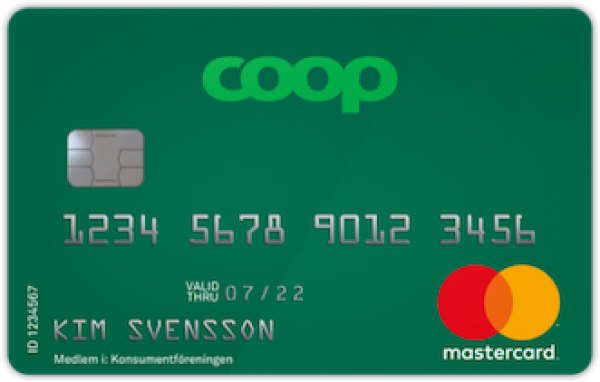 coop
1234 5678 9012 3456
VALID
THRU 07/22
ID 1234567
KIM SVENSSON
Medlem i: Konsumentföreningen
mastercard.